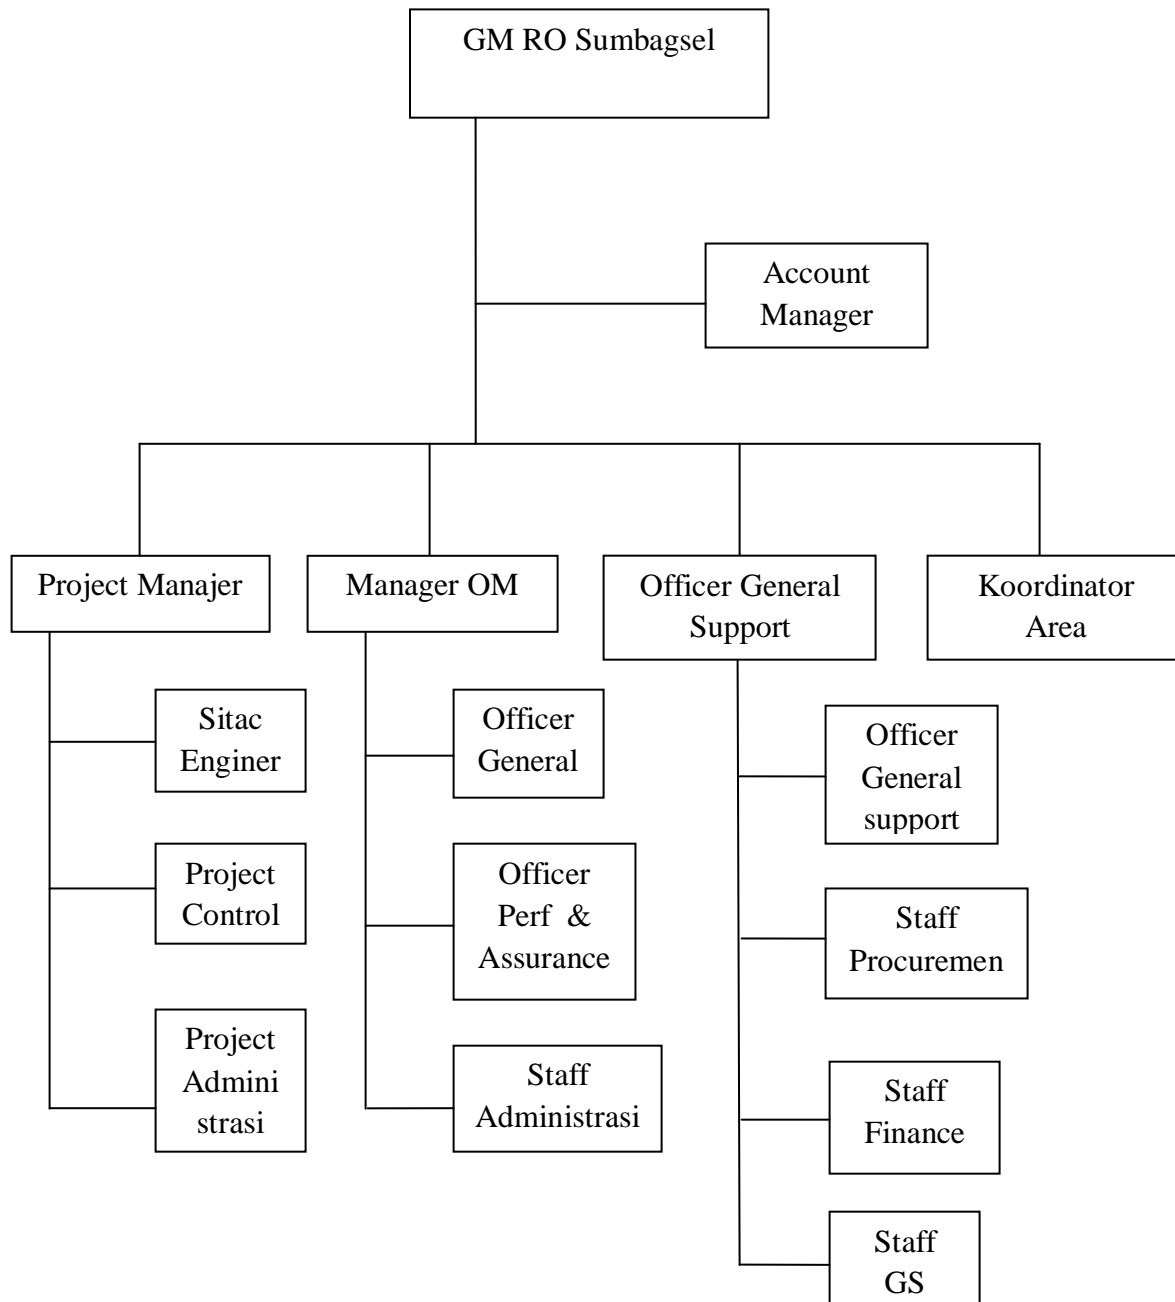 GM RO Sumbagsel
Account
Manager
Project Manajer
Manager OM
Officer General
Support
Koordinator
Area
Sitac
Enginer
Project
Control
Project
Admini
strasi
Officer
General
Officer
Perf & 
Assurance
Staff
Administrasi
Officer
General
support
Staff
Procuremen
Staff
Finance
Staff
GS